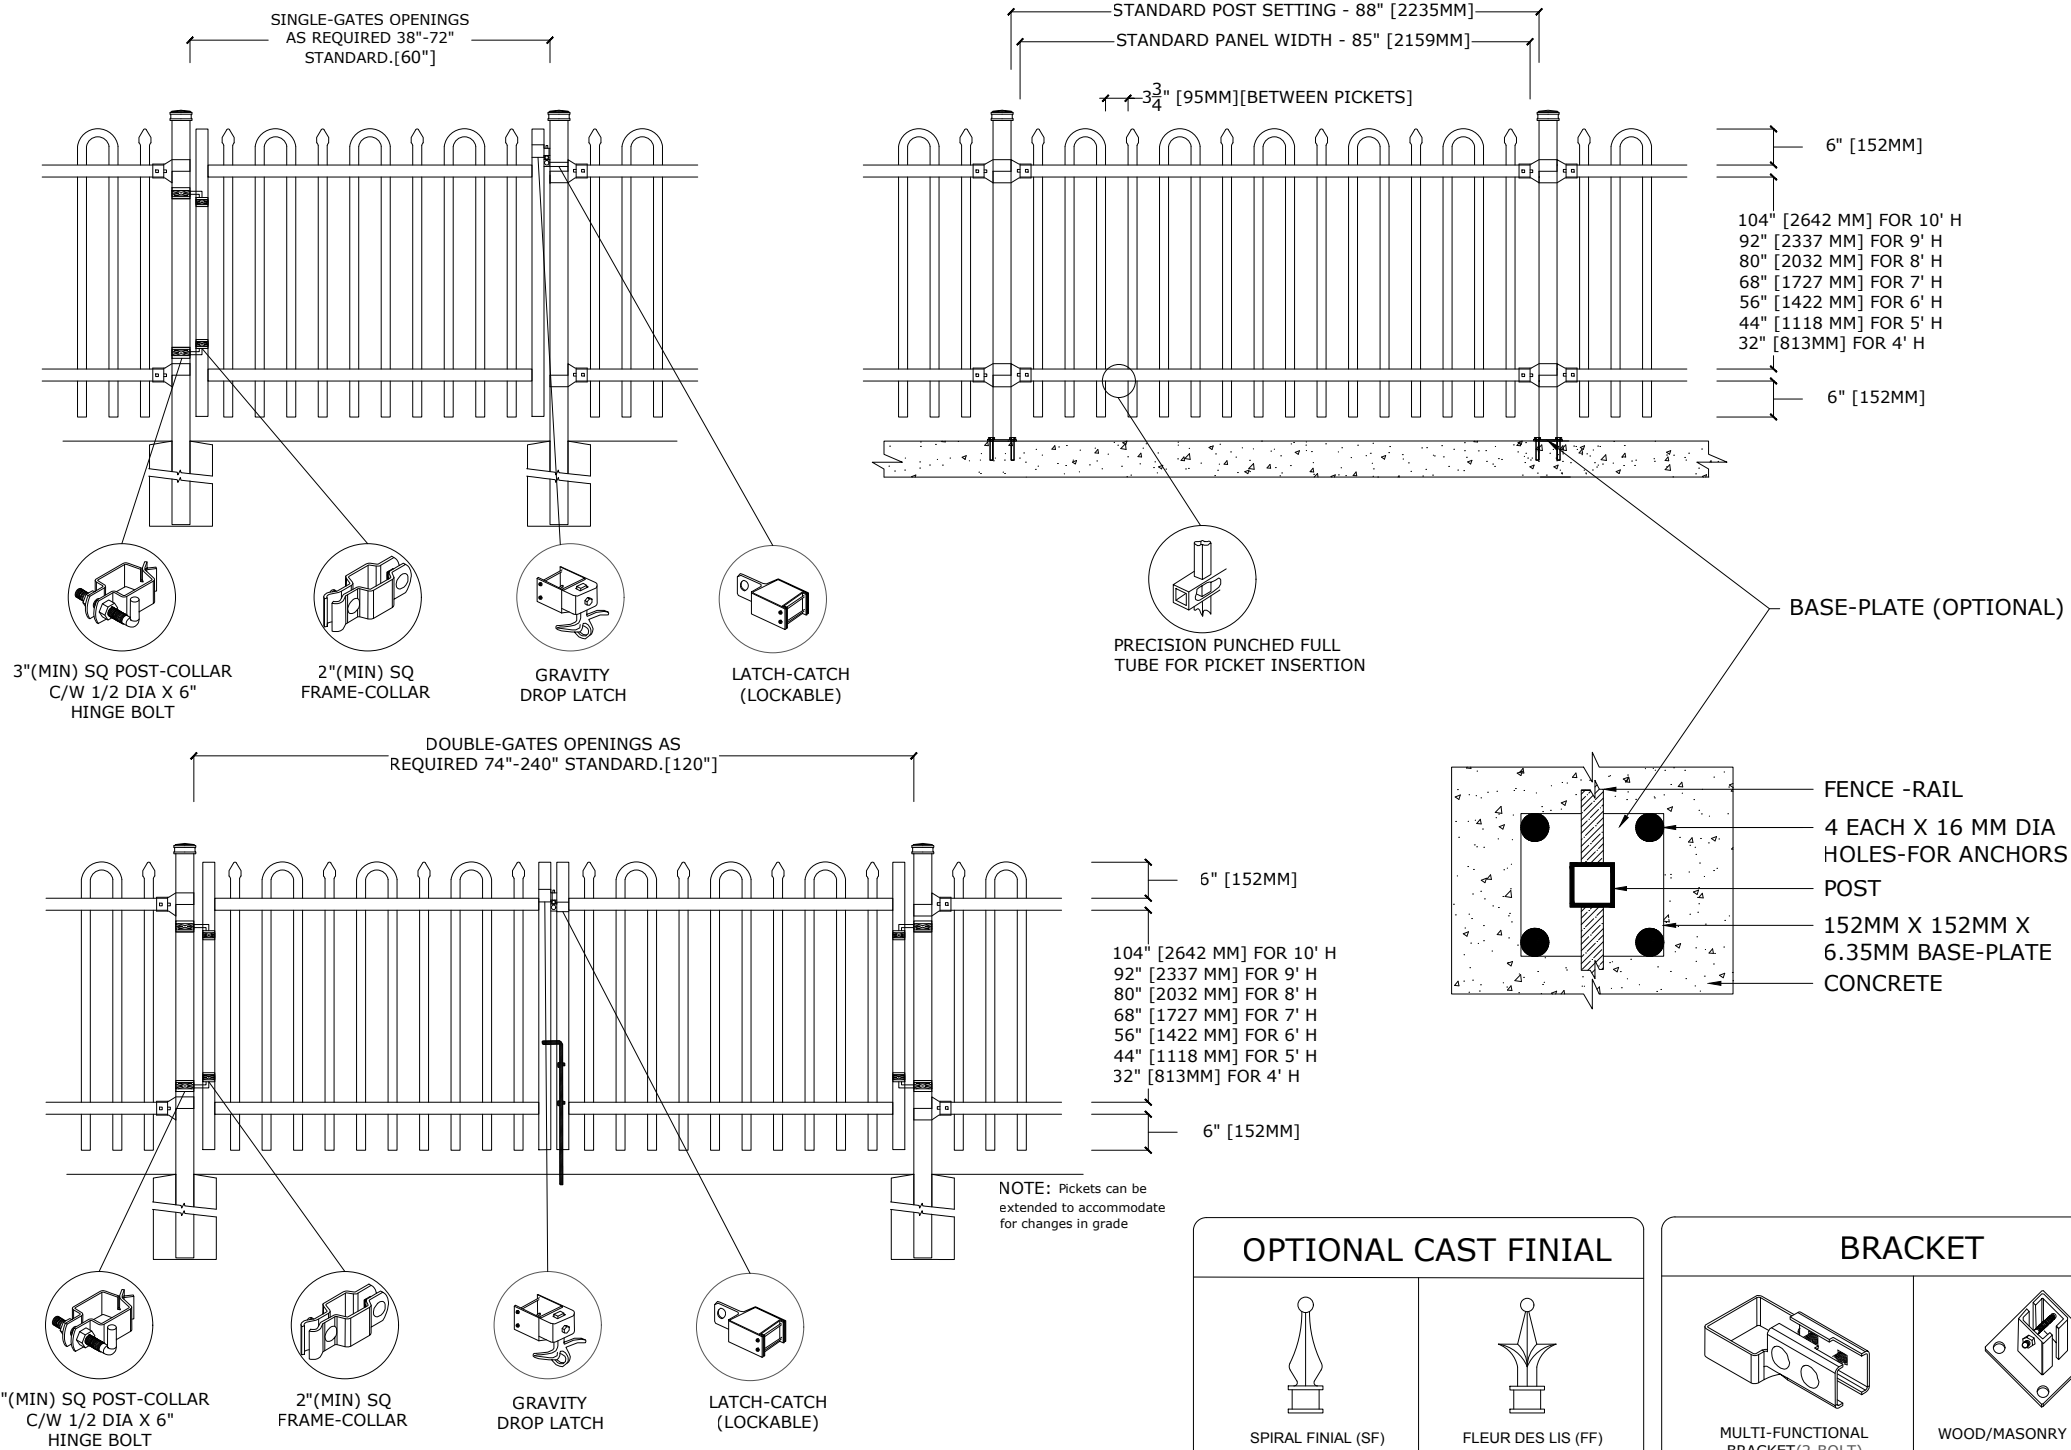 SINGLE-GATES OPENINGS
AS REQUIRED 38"-72"
STANDARD.[60"]
STANDARD POST SETTING - 88" [2235MM]
STANDARD PANEL WIDTH - 85" [2159MM]
3 3/4" [95MM][BETWEEN PICKETS]
6" [152MM]
104" [2642 MM] FOR 10' H
92" [2337 MM] FOR 9' H
80" [2032 MM] FOR 8' H
68" [1727 MM] FOR 7' H
56" [1422 MM] FOR 6' H
44" [1118 MM] FOR 5' H
32" [813MM] FOR 4' H
6" [152MM]
3"(MIN) SQ POST-COLLAR
C/W 1/2 DIA X 6"
HINGE BOLT
2"(MIN) SQ
FRAME-COLLAR
GRAVITY
DROP LATCH
LATCH-CATCH
(LOCKABLE)
PRECISION PUNCHED FULL
TUBE FOR PICKET INSERTION
BASE-PLATE (OPTIONAL)
DOUBLE-GATES OPENINGS AS
REQUIRED 74"-240" STANDARD.[120"]
FENCE -RAIL
4 EACH X 16 MM DIA
HOLES-FOR ANCHORS
POST
152MM X 152MM X
6.35MM BASE-PLATE
CONCRETE
6" [152MM]
104" [2642 MM] FOR 10' H
92" [2337 MM] FOR 9' H
80" [2032 MM] FOR 8' H
68" [1727 MM] FOR 7' H
56" [1422 MM] FOR 6' H
44" [1118 MM] FOR 5' H
32" [813MM] FOR 4' H
6" [152MM]
NOTE: Pickets can be
extended to accommodate
for changes in grade
"(MIN) SQ POST-COLLAR
C/W 1/2 DIA X 6"
HINGE BOLT
2"(MIN) SQ
FRAME-COLLAR
GRAVITY
DROP LATCH
LATCH-CATCH
(LOCKABLE)
OPTIONAL CAST FINIAL
SPIRAL FINIAL (SF)
FLEUR DES LIS (FF)
BRACKET
MULTI-FUNCTIONAL
BRACKET(2-BOLT)
WOOD/MASONRY